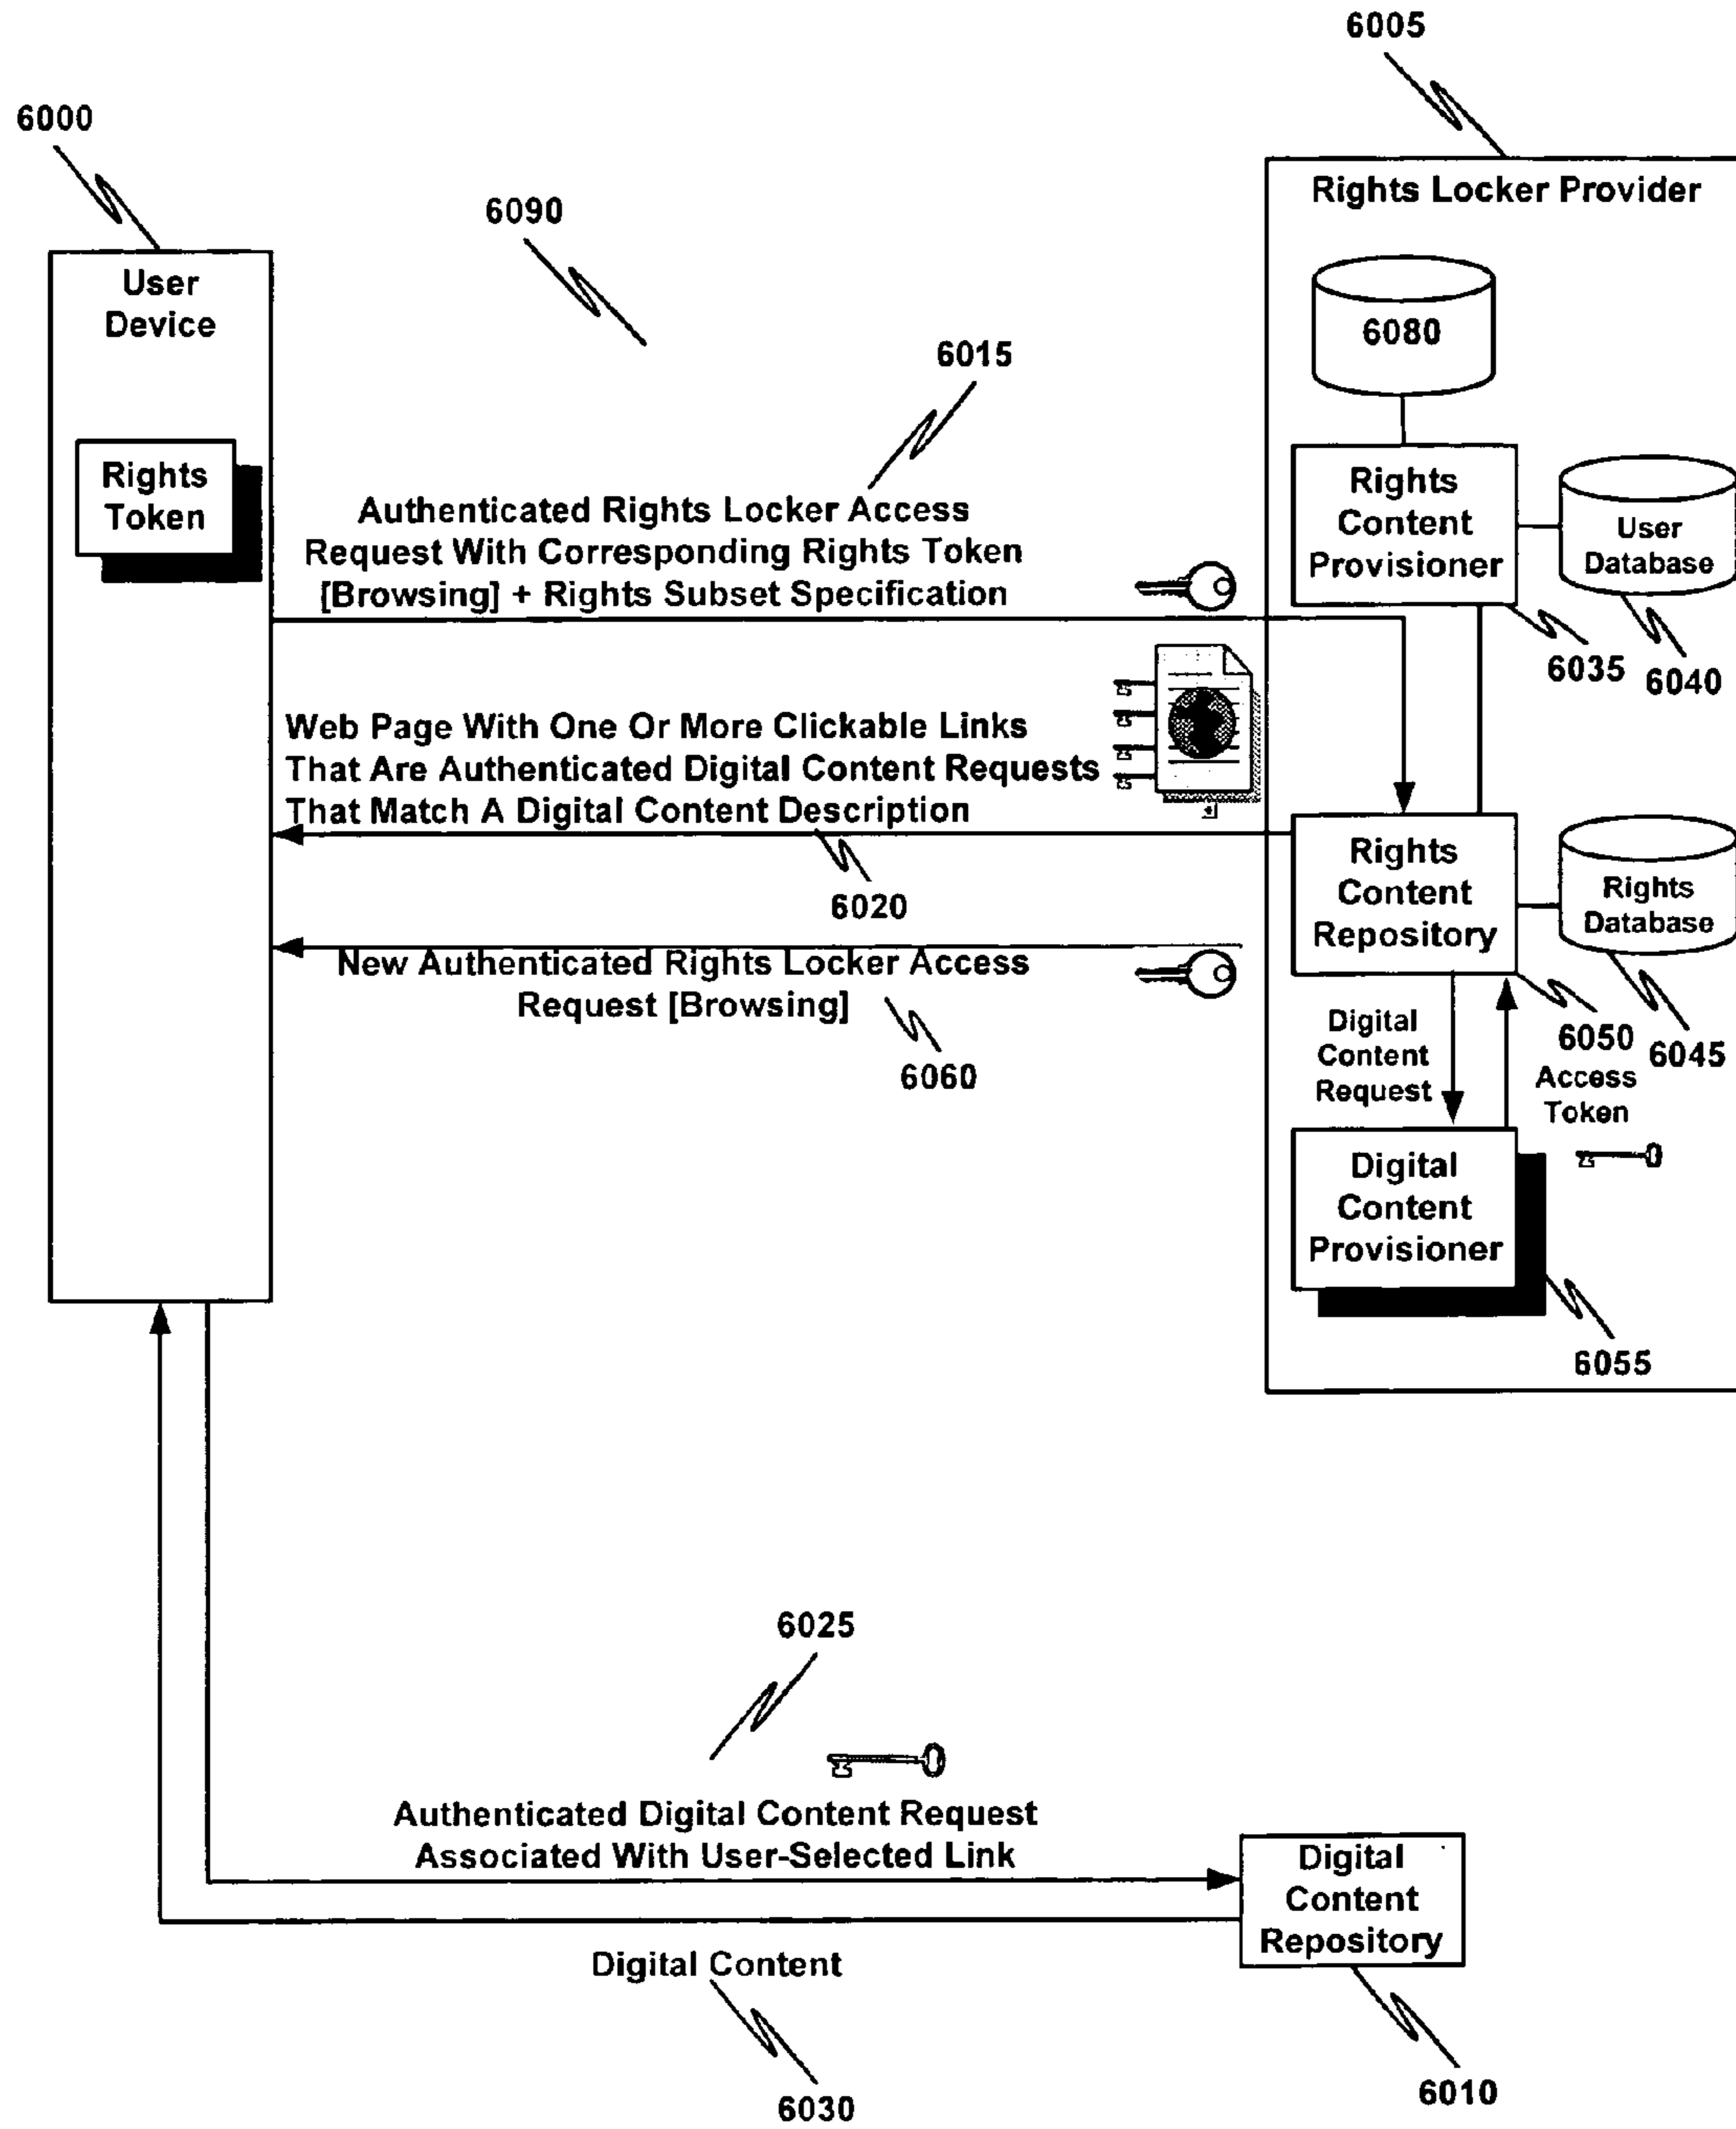 6005
6000
6090
Rights Locker Provider
User
Device
6080
6015
Rights
Token
Rights
Content
Provisioner
User
Database
Authenticated Rights Locker Access
Request With Corresponding Rights Token
[Browsing] + Rights Subset Specification
6035
6040
Web Page With One Or More Clickable Links
That Are Authenticated Digital Content Requests
That Match A Digital Content Description
6020
Rights
Content
Repository
Rights
Database
New Authenticated Rights Locker Access
Request [Browsing]
6060
Digital
Content
Request
6050
6045
Access
Token
Digital
Content
Provisioner
6055
6025
Authenticated Digital Content Request
Associated With User-Selected Link
Digital
Content
Repository
Digital Content
6030
6010